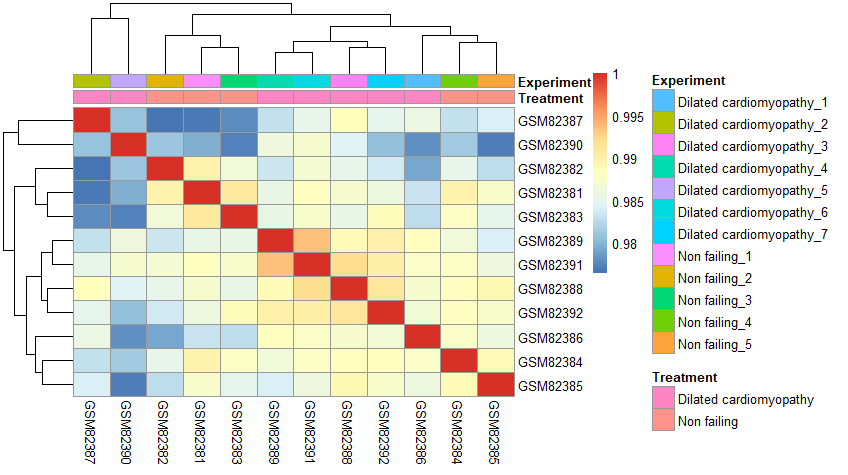 Experiment
Treatment
GSM82387
GSM82390
GSM82382
GSM82381
GSM82383
GSM82389
GSM82391
GSM82388
GSM82392
GSM82386
GSM82384
GSM82385
GSM82387
GSM82390
GSM82382
GSM82381
GSM82383
GSM82389
GSM82391
GSM82388
GSM82392
GSM82386
GSM82384
GSM82385
1
0.995
0.99
0.985
0.98
Experiment
Dilated cardiomyopathy_1
Dilated cardiomyopathy_2
Dilated cardiomyopathy_3
Dilated cardiomyopathy_4
Dilated cardiomyopathy_5
Dilated cardiomyopathy_6
Dilated cardiomyopathy_7
Non failing_1
Non failing_2
Non failing_3
Non failing_4
Non failing_5
Treatment
Dilated cardiomyopathy
Non failing